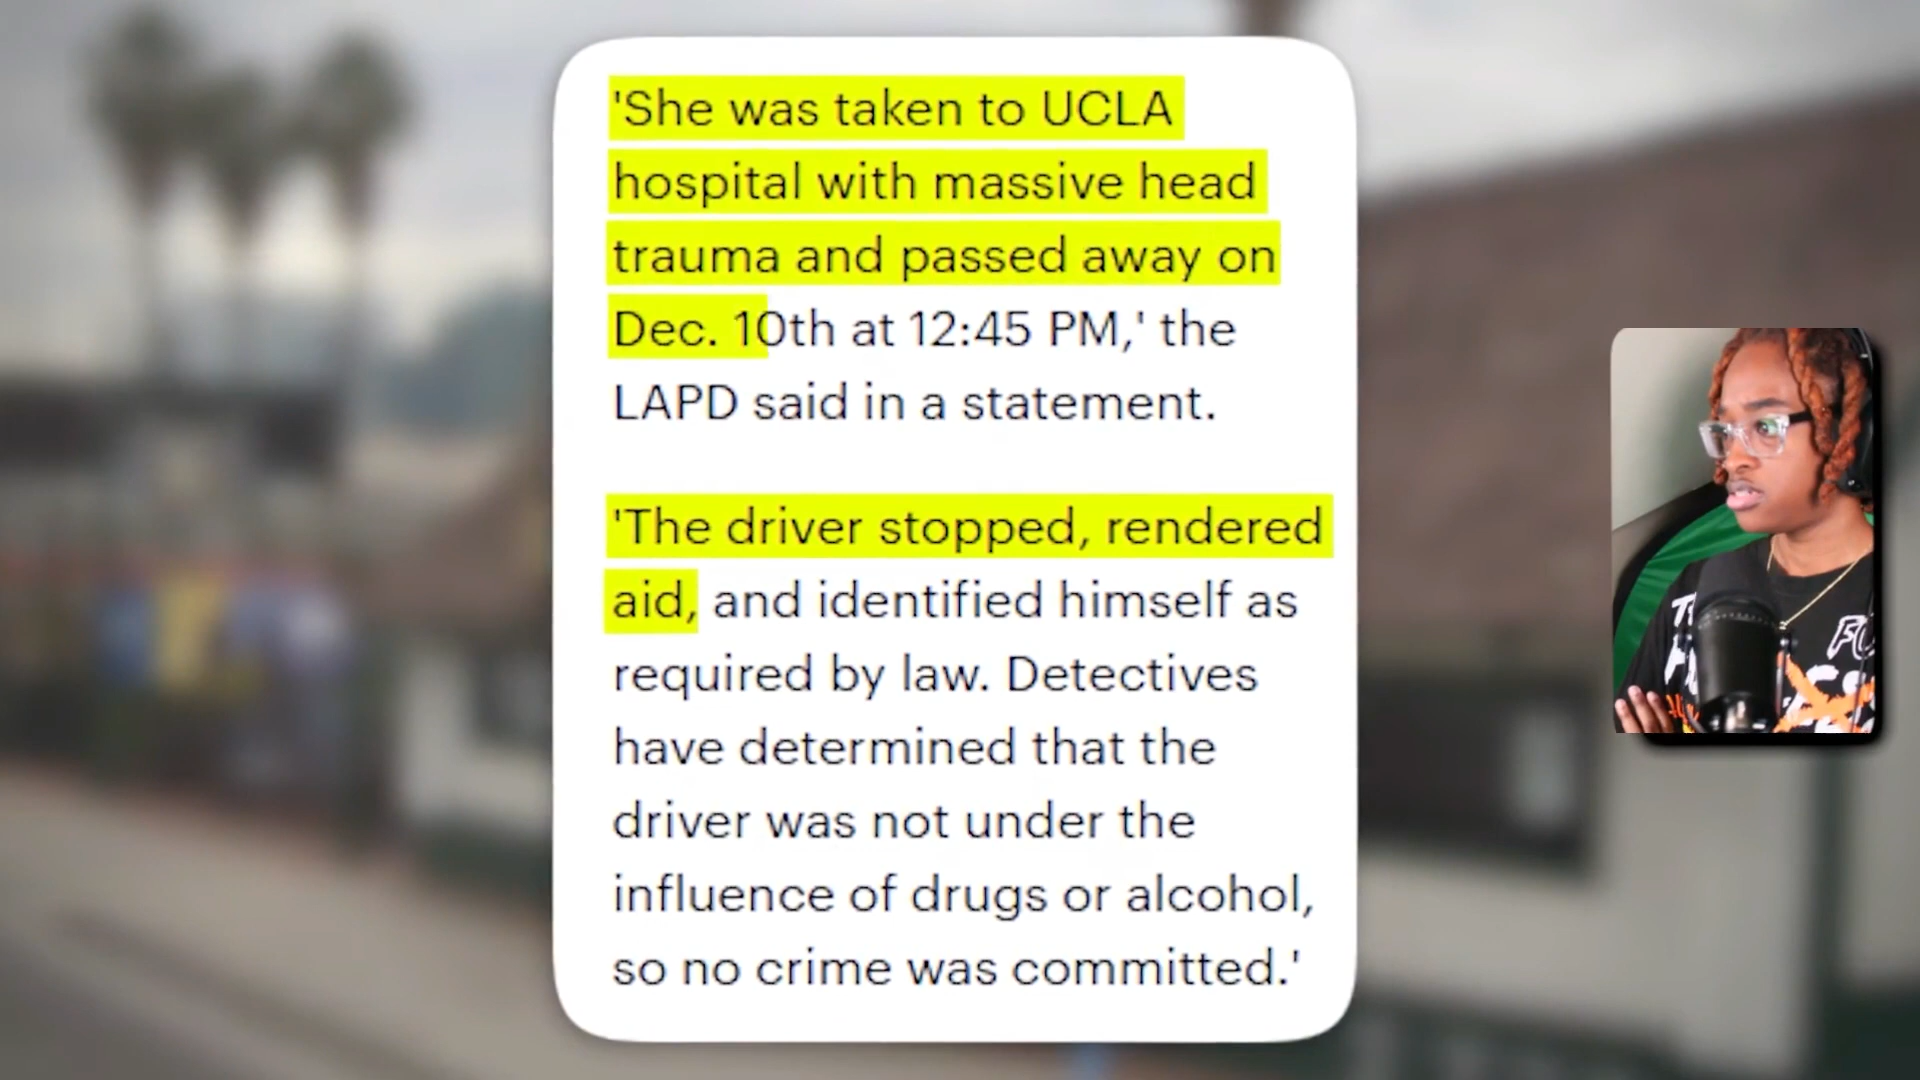 'She was taken to UCLA
hospital with massive head
trauma and passed away on
Dec. 10th at 12:45 PM,' the
LAPD said in a statement.
'The driver stopped, rendered
aid, and identified himself as
required by law. Detectives
have determined that the
driver was not under the
influence of drugs or alcohol,
so no crime was committed.'